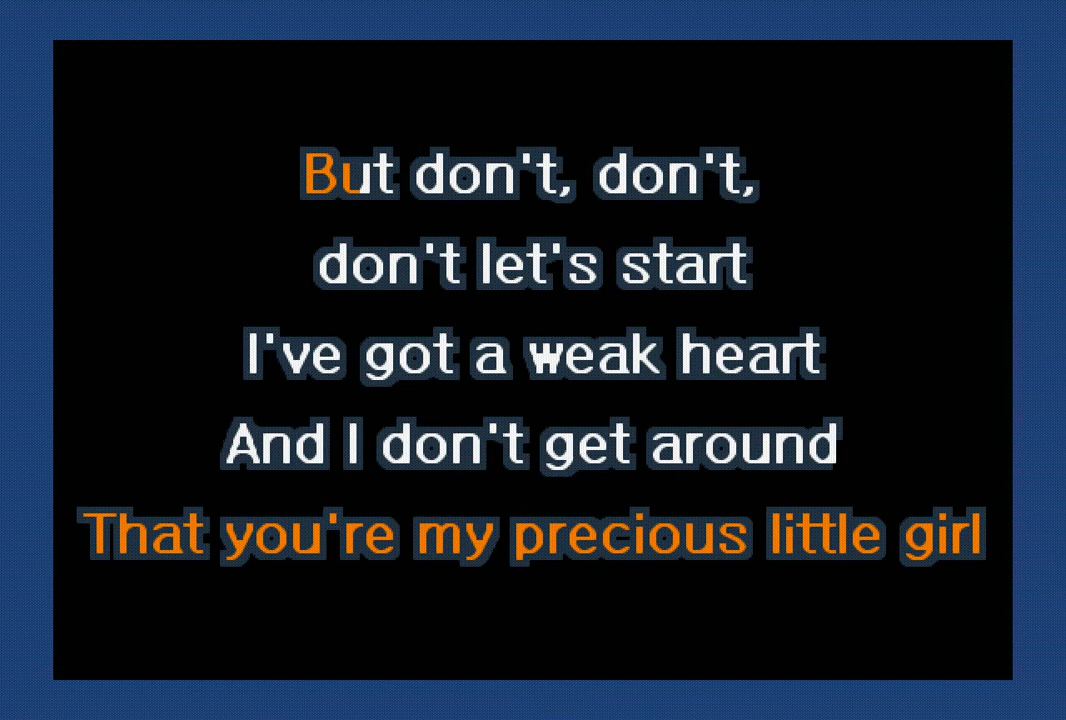 But don't, don't,
don't let's start
I've got a weak heart
And I don't get around
That you're my precious little girl